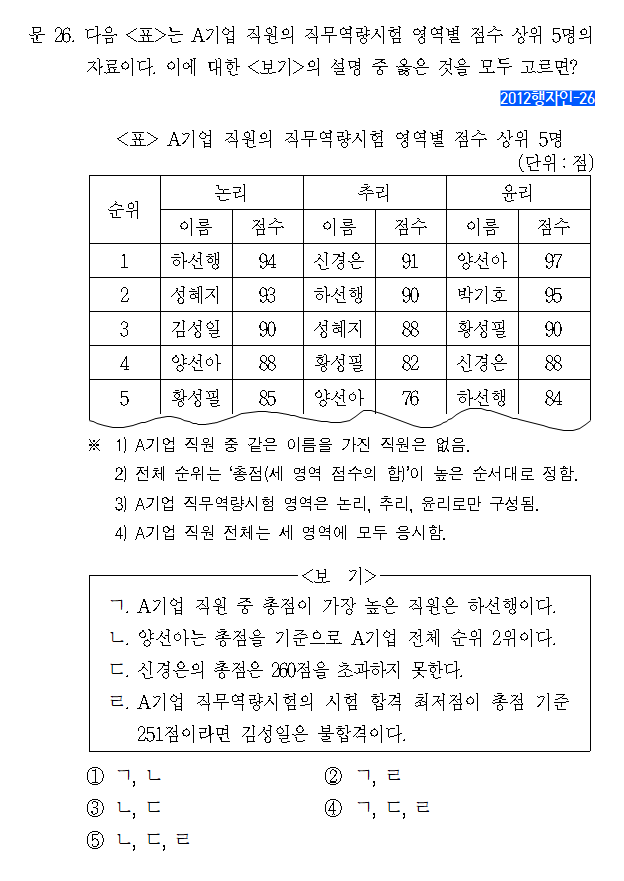 문 26. 다음 <표>는 A기업 직원의 직무역량시험 영역별 점수 상위 5명의
자료이다. 이에 대한 <보기>의 설명 중 옳은 것을 모두 고르면?
2012행자인-26
<표> A기업 직원의 직무역량시험 영역별 점수 상위 5명
(단위 : 점)
순위 논리 추리 윤리
이름 점수 이름 점수 이름 점수
1 하선행 94 신경은 91 양선아 97
2 성혜지 93 하선행 90 박기호 95
3 김성일 90 성혜지 88 황성필 90
4 양선아 88 황성필 82 신경은 88
5 황성필 85 양선아 76 하선행 84
※ 1) A기업 직원 중 같은 이름을 가진 직원은 없음.
2) 전체 순위는 ‘총점(세 영역 점수의 합)’이 높은 순서대로 정함.
3) A기업 직무역량시험 영역은 논리, 추리, 윤리로만 구성됨.
4) A기업 직원 전체는 세 영역에 모두 응시함.
<보 기>
ㄱ. A기업 직원 중 총점이 가장 높은 직원은 하선행이다.
ㄴ. 양선아는 총점을 기준으로 A기업 전체 순위 2위이다.
ㄷ. 신경은의 총점은 260점을 초과하지 못한다.
ㄹ. A기업 직무역량시험의 시험 합격 최저점이 총점 기준
251점이라면 김성일은 불합격이다.
① ㄱ, ㄴ ② ㄱ, ㄹ
③ ㄴ, ㄷ ④ ㄱ, ㄷ, ㄹ
⑤ ㄴ, ㄷ, ㄹ